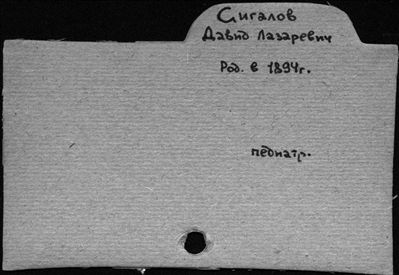 Сигалов
Давид Лазаревич
Род. в 1894г.
педиатр.